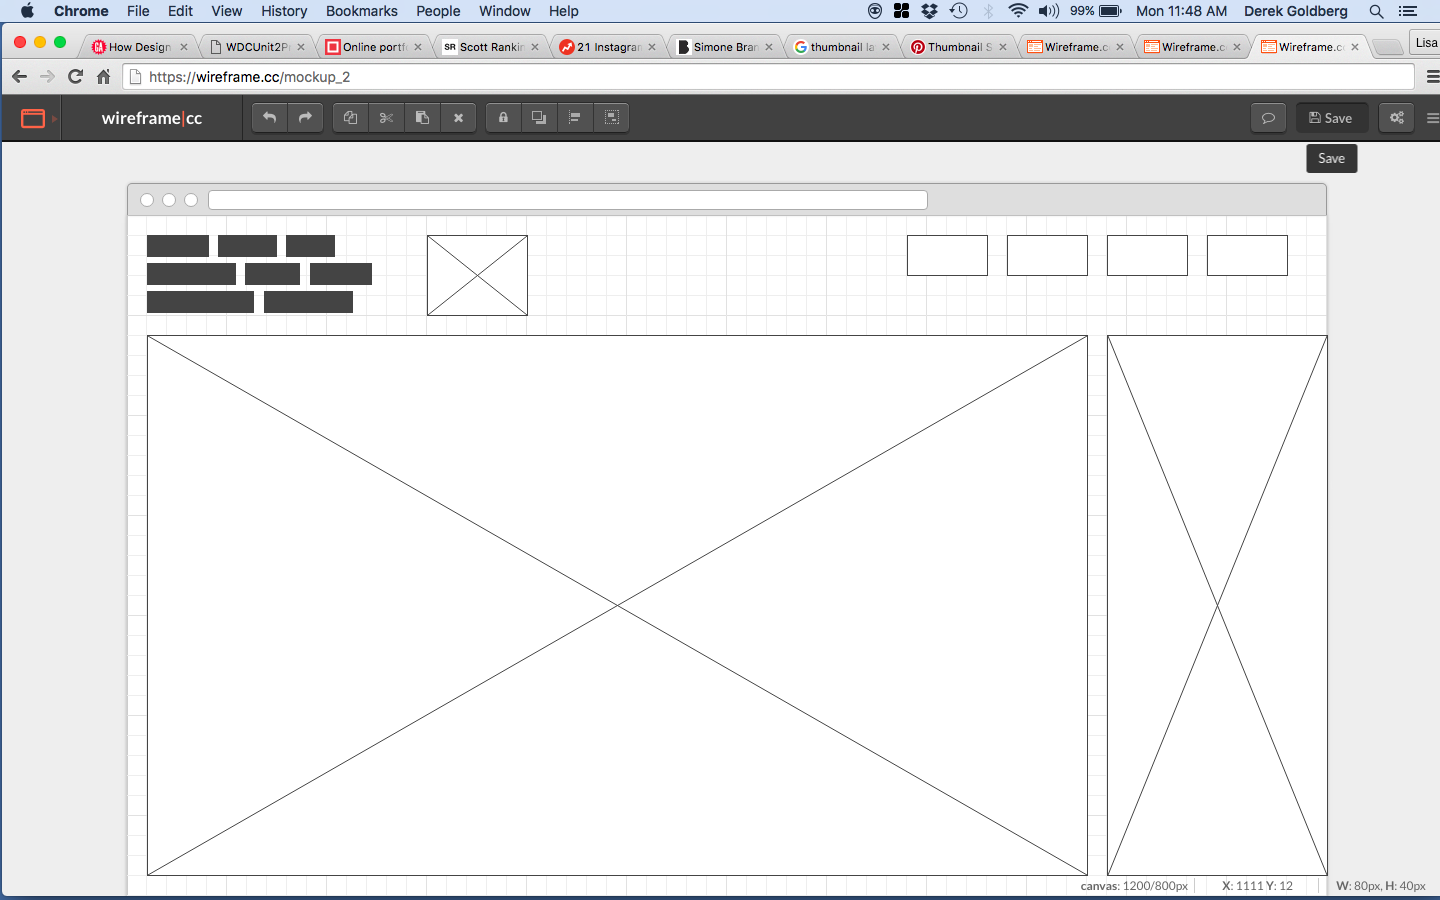 Chrome File Edit View History Bookmarks People Window Help 99% Mon 11:48 AM Derek Goldberg
How Design WDCUnit2P Online portf SR Scott Rankin 21 Instagram Simone Bran thumbnail la Thumbnail S Wireframe.c Wireframe.c Wireframe.c Lisa
https://wireframe.cc/mockup_2
wireframe|cc Save
Save
canvas: 1200/800px X: 1111 Y: 12 W: 80px, H: 40px